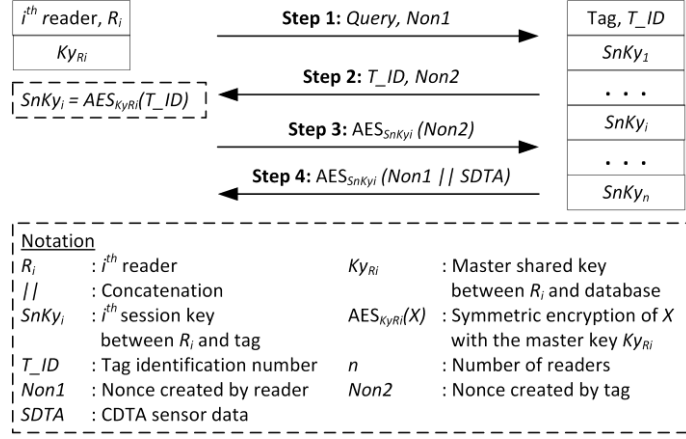 i^th reader, R_i
Ky_Ri
SnKy_i = AES_KyRi(T_ID)
Step 1: Query, Non1
Step 2: T_ID, Non2
Step 3: AES_SnKyi (Non2)
Step 4: AES_SnKyi (Non1 || SDTA)
Tag, T_ID
SnKy_1
. . .
SnKy_i
. . .
SnKy_n
Notation
R_i : i^th reader
|| : Concatenation
SnKy_i : i^th session key
between R_i and tag
T_ID : Tag identification number
Non1 : Nonce created by reader
SDTA : CDTA sensor data
Ky_Ri : Master shared key
between R_i and database
AES_KyRi(X) : Symmetric encryption of X
with the master key Ky_Ri
n : Number of readers
Non2 : Nonce created by tag